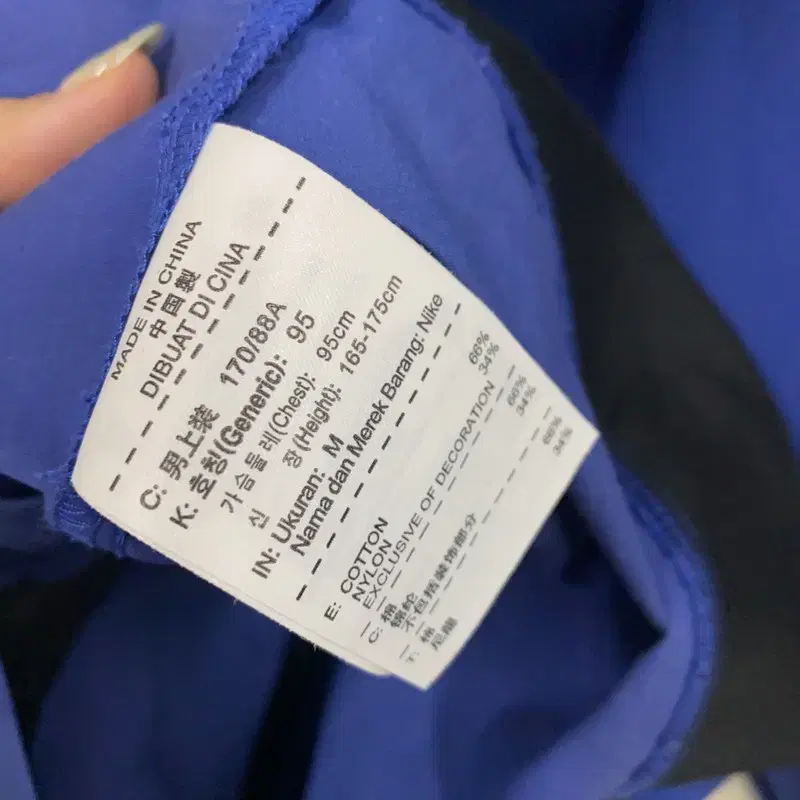 MADE IN CHINA
中国製
DIBUAT DI CINA
C: 男上装 170/88A
K: 호칭(Generic): 95
가슴둘레(Chest): 95cm
신 장(Height): 165-175cm
IN: Ukuran: M
Nama dan Merek Barang: Nike
E: COTTON 66%
NYLON 34%
EXCLUSIVE OF DECORATION
C: 棉 66%
锦纶 34%
不包括装饰部分
T: 棉 66%
尼龍 34%